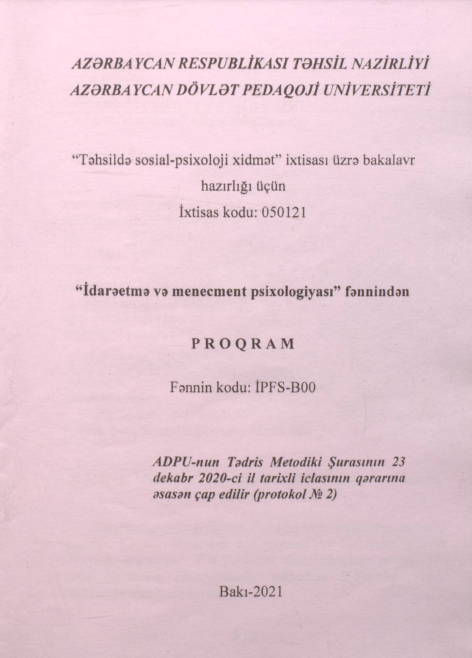 AZƏRBAYCAN RESPUBLİKASI TƏHSİL NAZİRLİYİ
AZƏRBAYCAN DÖVLƏT PEDAQOJİ UNİVERSİTETİ
“Təhsildə sosial-psixoloji xidmət” ixtisası üzrə bakalavr
hazırlığı üçün
İxtisas kodu: 050121
“İdarəetmə və menecment psixologiyası” fənnindən
PROQRAM
Fənnin kodu: İPFS-B00
ADPU-nun Tədris Metodiki Şurasının 23
dekabr 2020-ci il tarixli iclasının qərarına
əsasən çap edilir (protokol № 2)
Bakı-2021